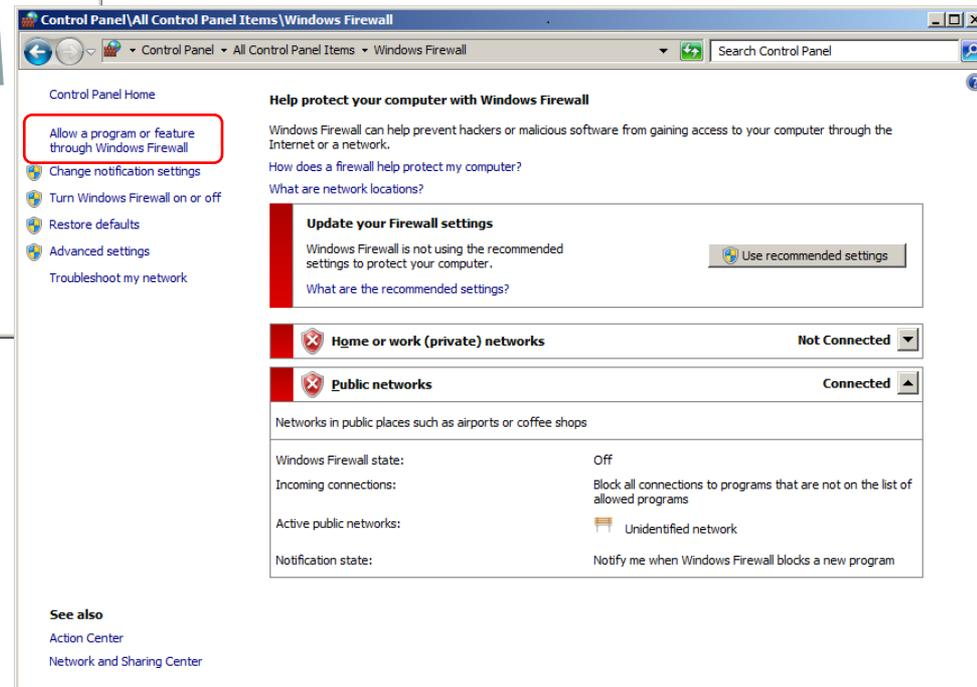 Control Panel\All Control Panel Items\Windows Firewall
Control Panel All Control Panel Items Windows Firewall
Search Control Panel
Control Panel Home
Allow a program or feature
through Windows Firewall
Change notification settings
Turn Windows Firewall on or off
Restore defaults
Advanced settings
Troubleshoot my network
See also
Action Center
Network and Sharing Center
Help protect your computer with Windows Firewall
Windows Firewall can help prevent hackers or malicious software from gaining access to your computer through the
Internet or a network.
How does a firewall help protect my computer?
What are network locations?
Update your Firewall settings
Windows Firewall is not using the recommended
settings to protect your computer.
Use recommended settings
What are the recommended settings?
Home or work (private) networks Not Connected
Public networks Connected
Networks in public places such as airports or coffee shops
Windows Firewall state: Off
Incoming connections: Block all connections to programs that are not on the list of
allowed programs
Active public networks: Unidentified network
Notification state: Notify me when Windows Firewall blocks a new program